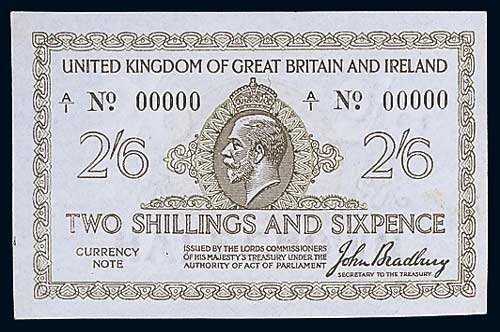 UNITED KINGDOM OF GREAT BRITAIN AND IRELAND
A/1 No. 00000 A/1 No. 00000
2/6 2/6
TWO SHILLINGS AND SIXPENCE
CURRENCY NOTE
ISSUED BY THE LORDS COMMISSIONERS
OF HIS MAJESTY'S TREASURY UNDER THE
AUTHORITY OF ACT OF PARLIAMENT
John Bradbury
SECRETARY TO THE TREASURY.